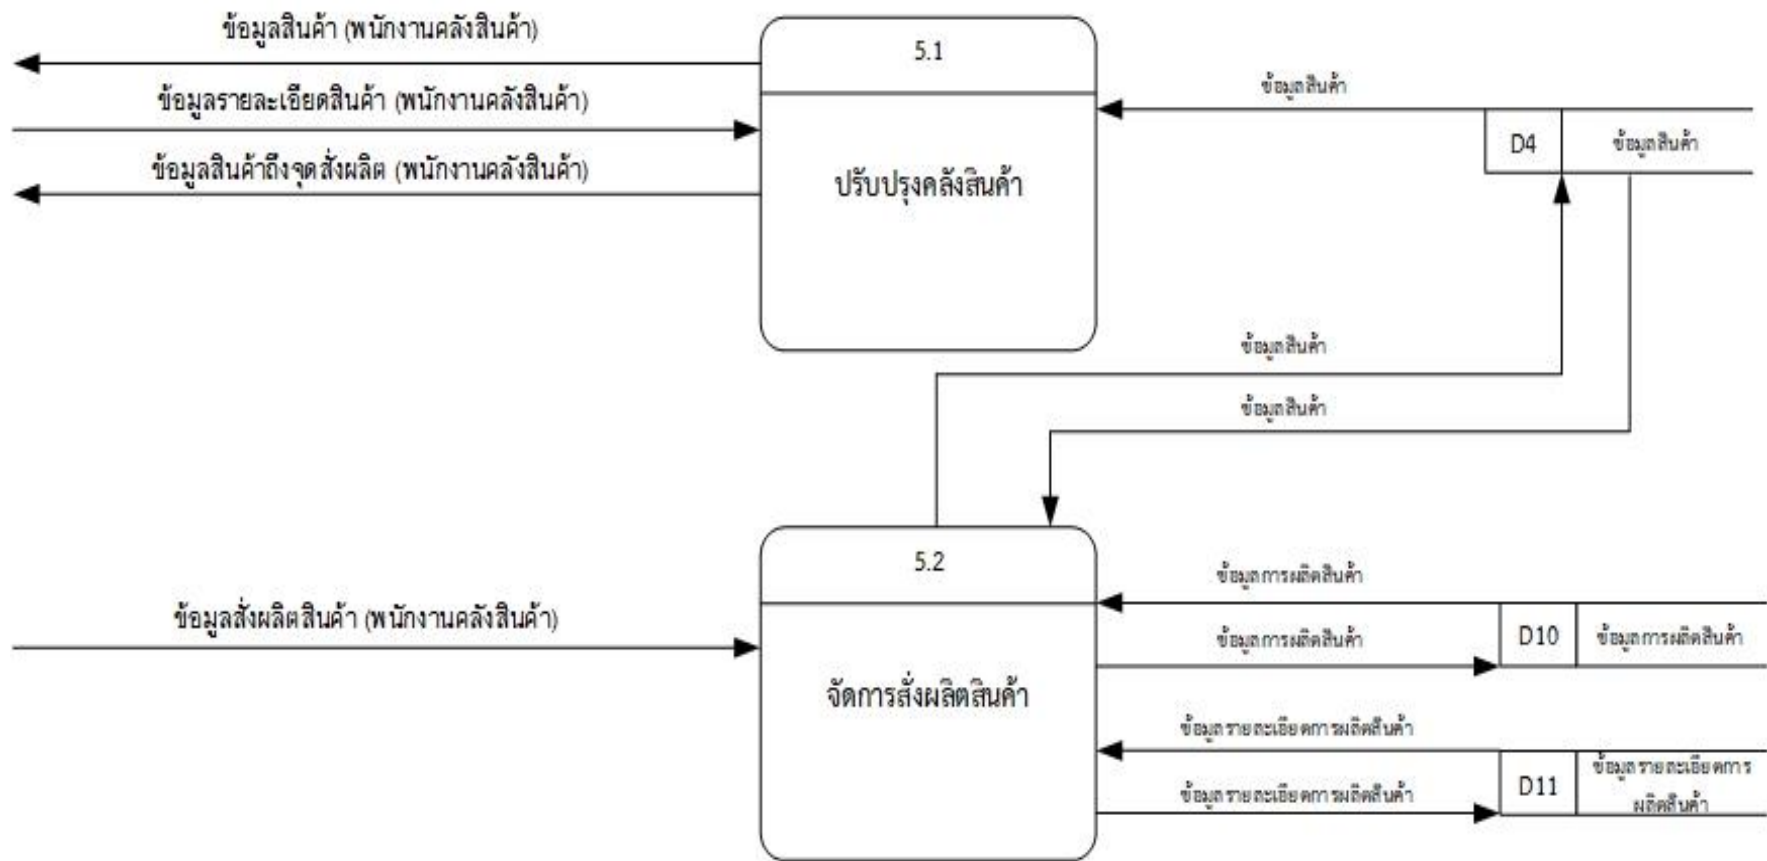 ข้อมูลสินค้า (พนักงานคลังสินค้า)
ข้อมูลรายละเอียดสินค้า (พนักงานคลังสินค้า)
ข้อมูลสินค้าถึงจุดสั่งผลิต (พนักงานคลังสินค้า)
5.1
ปรับปรุงคลังสินค้า
ข้อมูลสินค้า
D4
ข้อมูลสินค้า
ข้อมูลสินค้า
ข้อมูลสินค้า
ข้อมูลสั่งผลิตสินค้า (พนักงานคลังสินค้า)
5.2
จัดการสั่งผลิตสินค้า
ข้อมูลการผลิตสินค้า
ข้อมูลการผลิตสินค้า
D10
ข้อมูลการผลิตสินค้า
ข้อมูลรายละเอียดการผลิตสินค้า
ข้อมูลรายละเอียดการผลิตสินค้า
D11
ข้อมูลรายละเอียดการ
ผลิตสินค้า